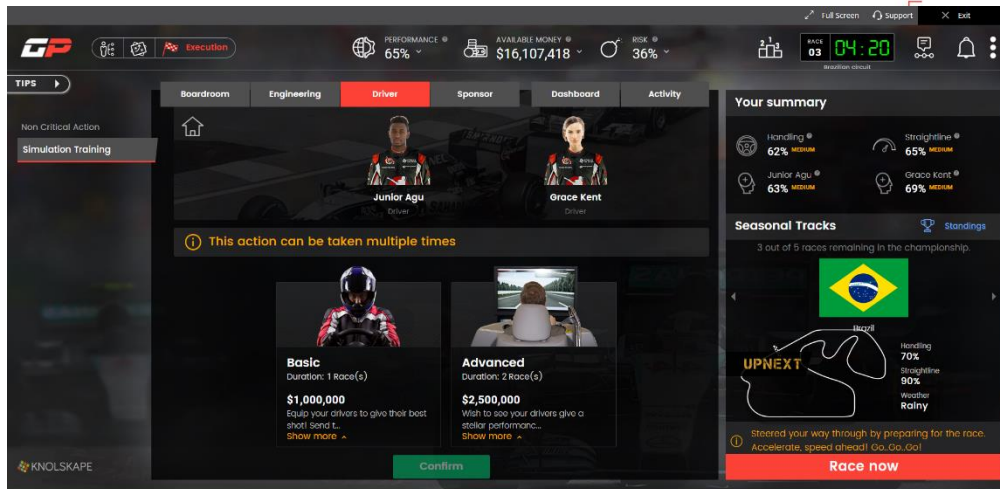 Full Screen Support Exit
GP Execution
PERFORMANCE
65%
AVAILABLE MONEY
$16,107,418
RISK
36%
RACE
03
04:20
Brazilian circuit
TIPS
Boardroom Engineering Driver Sponsor Dashboard Activity
Non Critical Action
Simulation Training
Junior Agu
Driver
Grace Kent
Driver
This action can be taken multiple times
Basic
Duration: 1 Race(s)
$1,000,000
Equip your drivers to give their best
shot! Send t...
Show more
Advanced
Duration: 2 Race(s)
$2,500,000
Wish to see your drivers give a
stellar performanc...
Show more
Confirm
Your summary
Handling
62% MEDIUM
Straightline
65% MEDIUM
Junior Agu
63% MEDIUM
Grace Kent
69% MEDIUM
Seasonal Tracks Standings
3 out of 5 races remaining in the championship.
Brazil
UPNEXT
Handling
70%
Straightline
90%
Weather
Rainy
Steered your way through by preparing for the race.
Accelerate, speed ahead! Go..Go..Go!
Race now
KNOLSKAPE